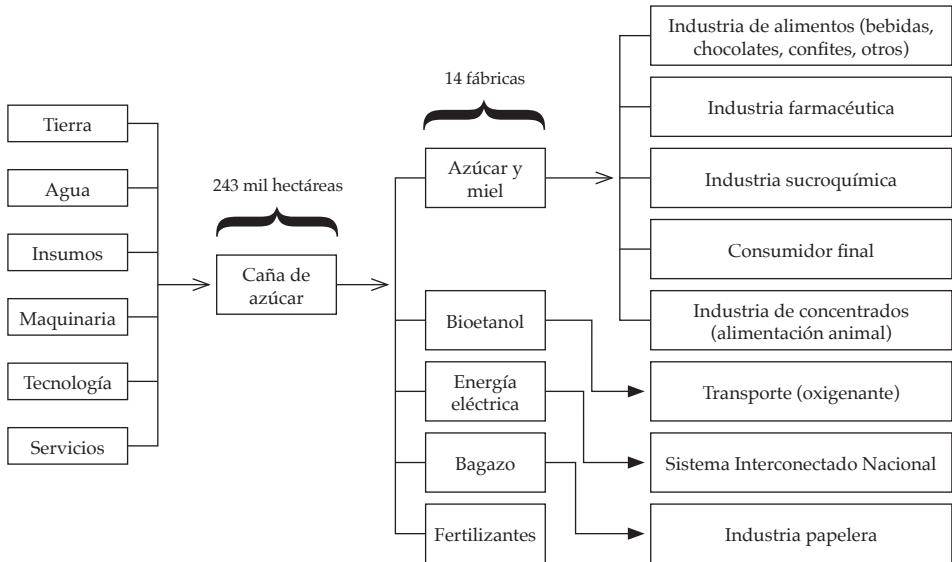 Tierra
Agua
Insumos
Maquinaria
Tecnología
Servicios
243 mil hectáreas
Caña de
azúcar
14 fábricas
Azúcar y
miel
Bioetanol
Energía
eléctrica
Bagazo
Fertilizantes
Industria de alimentos (bebidas,
chocolates, confites, otros)
Industria farmacéutica
Industria sucroquímica
Consumidor final
Industria de concentrados
(alimentación animal)
Transporte (oxigenante)
Sistema Interconectado Nacional
Industria papelera